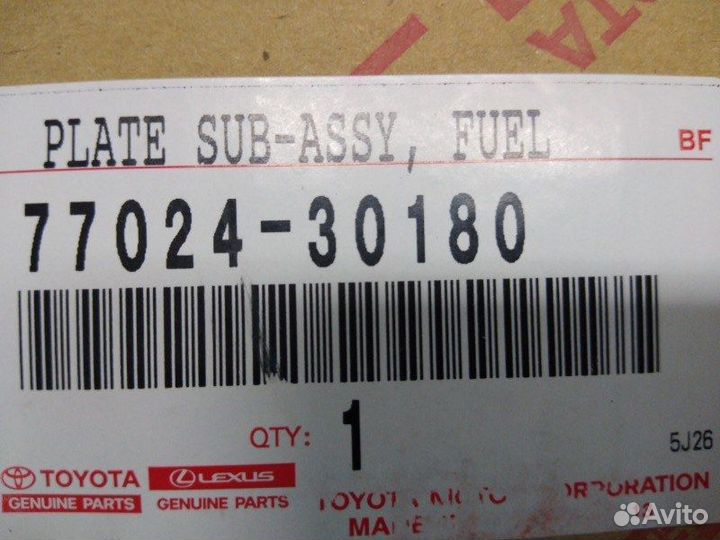 PLATE SUB-ASSY, FUEL
BF
77024-30180
QTY: 1
5J26
TOYOTA
GENUINE PARTS
LEXUS
GENUINE PARTS
Avito